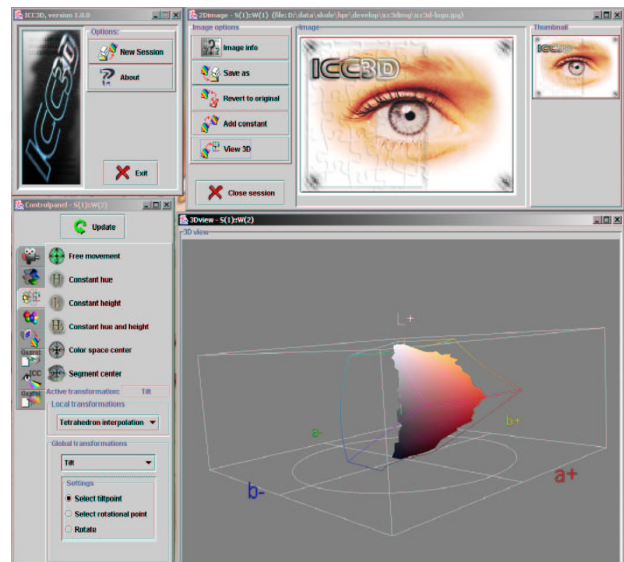 ICC3D, version 1.0.0
Options:
New Session
About
ICC3D
Exit
2Dimage - S(1)::W(1)
Image options
Image info
Save as
Revert to original
Add constant
View 3D
Close session
Image
ICC3D
Thumbnail
ICC3D
Controlpanel - S(1)::W(2)
Update
Free movement
Constant hue
Constant height
Constant hue and height
Color space center
Segment center
Active transformation: Tilt
Local transformations
Tetrahedron interpolation
Global transformations
Tilt
Settings
Select tiltpoint
Select rotational point
Rotate
ICC
3Dview - S(1)::W(2)
3D view
L+
a-
b+
b-
a+